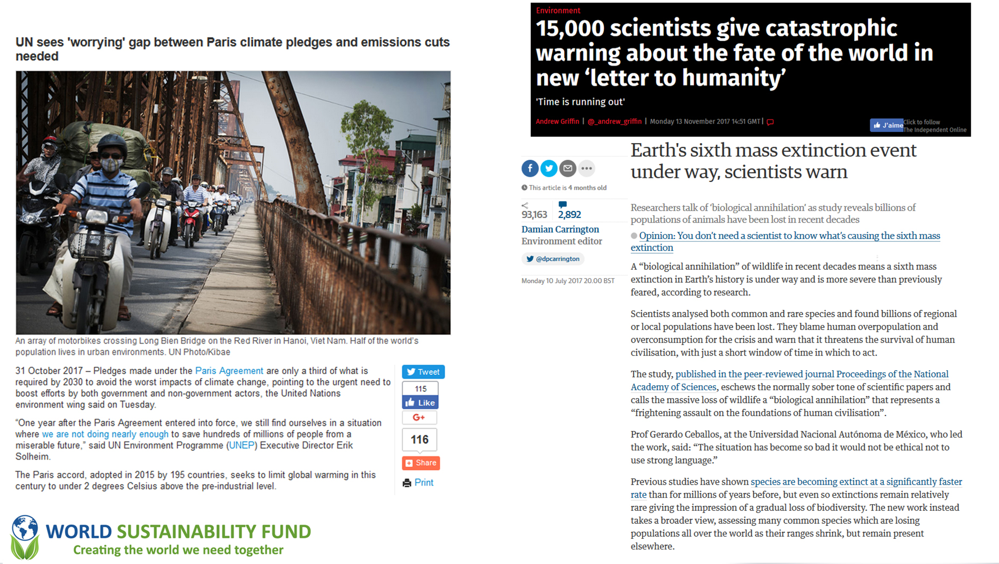 UN sees 'worrying' gap between Paris climate pledges and emissions cuts
needed
An array of motorbikes crossing Long Bien Bridge on the Red River in Hanoi, Viet Nam. Half of the world's
population lives in urban environments. UN Photo/Kibae
31 October 2017 – Pledges made under the Paris Agreement are only a third of what is
required by 2030 to avoid the worst impacts of climate change, pointing to the urgent need to
boost efforts by both government and non-government actors, the United Nations
environment wing said on Tuesday.
“One year after the Paris Agreement entered into force, we still find ourselves in a situation
where we are not doing nearly enough to save hundreds of millions of people from a
miserable future,” said UN Environment Programme (UNEP) Executive Director Erik
Solheim.
The Paris accord, adopted in 2015 by 195 countries, seeks to limit global warming in this
century to under 2 degrees Celsius above the pre-industrial level.
Tweet
115
Like
G+
116
Share
Print
WORLD SUSTAINABILITY FUND
Creating the world we need together
Environment
15,000 scientists give catastrophic
warning about the fate of the world in
new ‘letter to humanity’
'Time is running out'
Andrew Griffin | @_andrew_griffin | Monday 13 November 2017 14:51 GMT |
J'aime
Click to follow
The Independent Online
Earth's sixth mass extinction event
under way, scientists warn
This article is 4 months old
93,163
2,892
Damian Carrington
Environment editor
@dpcarrington
Monday 10 July 2017 20.00 BST
Researchers talk of ‘biological annihilation’ as study reveals billions of
populations of animals have been lost in recent decades
Opinion: You don't need a scientist to know what's causing the sixth mass
extinction
A “biological annihilation” of wildlife in recent decades means a sixth mass
extinction in Earth’s history is under way and is more severe than previously
feared, according to research.
Scientists analysed both common and rare species and found billions of regional
or local populations have been lost. They blame human overpopulation and
overconsumption for the crisis and warn that it threatens the survival of human
civilisation, with just a short window of time in which to act.
The study, published in the peer-reviewed journal Proceedings of the National
Academy of Sciences, eschews the normally sober tone of scientific papers and
calls the massive loss of wildlife a “biological annihilation” that represents a
“frightening assault on the foundations of human civilisation”.
Prof Gerardo Ceballos, at the Universidad Nacional Autónoma de México, who led
the work, said: “The situation has become so bad it would not be ethical not to
use strong language.”
Previous studies have shown species are becoming extinct at a significantly faster
rate than for millions of years before, but even so extinctions remain relatively
rare giving the impression of a gradual loss of biodiversity. The new work instead
takes a broader view, assessing many common species which are losing
populations all over the world as their ranges shrink, but remain present
elsewhere.